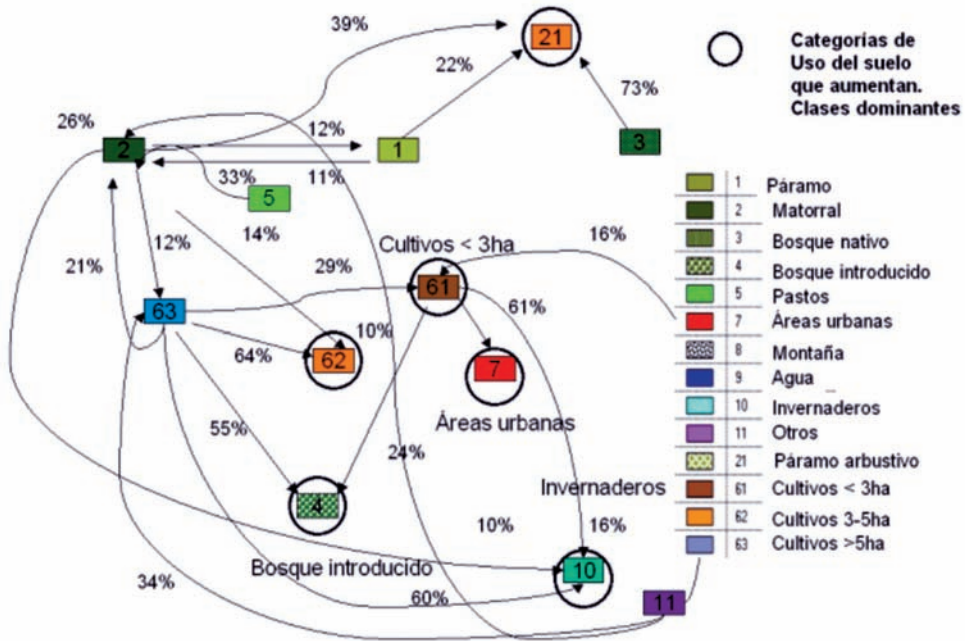 39%
21
22%
73%
Categorías de
Uso del suelo
que aumentan.
Clases dominantes
26%
2
12%
1
3
11%
33%
5
14%
12%
21%
Cultivos < 3ha
16%
29%
61
61%
63
10%
64%
62
7
Áreas urbanas
55%
24%
4
Bosque introducido
Invernaderos
10%
16%
10
34%
60%
11
1 Páramo
2 Matorral
3 Bosque nativo
4 Bosque introducido
5 Pastos
7 Áreas urbanas
8 Montaña
9 Agua
10 Invernaderos
11 Otros
21 Páramo arbustivo
61 Cultivos < 3ha
62 Cultivos 3-5ha
63 Cultivos >5ha